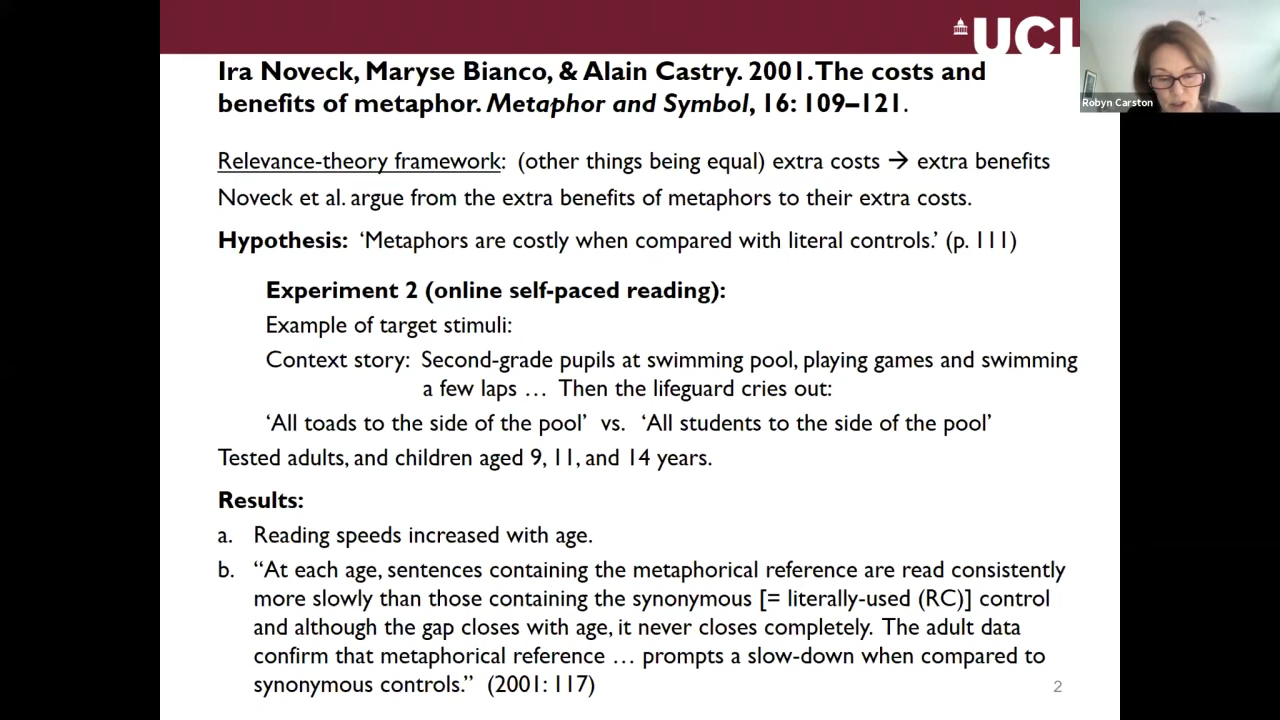 UCL
Robyn Carston
Ira Noveck, Maryse Bianco, & Alain Castry. 2001. The costs and
benefits of metaphor. Metaphor and Symbol, 16: 109–121.
Relevance-theory framework: (other things being equal) extra costs → extra benefits
Noveck et al. argue from the extra benefits of metaphors to their extra costs.
Hypothesis: ‘Metaphors are costly when compared with literal controls.’ (p. 111)
Experiment 2 (online self-paced reading):
Example of target stimuli:
Context story: Second-grade pupils at swimming pool, playing games and swimming
a few laps … Then the lifeguard cries out:
‘All toads to the side of the pool’ vs. ‘All students to the side of the pool’
Tested adults, and children aged 9, 11, and 14 years.
Results:
a. Reading speeds increased with age.
b. “At each age, sentences containing the metaphorical reference are read consistently
more slowly than those containing the synonymous [= literally-used (RC)] control
and although the gap closes with age, it never closes completely. The adult data
confirm that metaphorical reference … prompts a slow-down when compared to
synonymous controls.” (2001: 117)
2